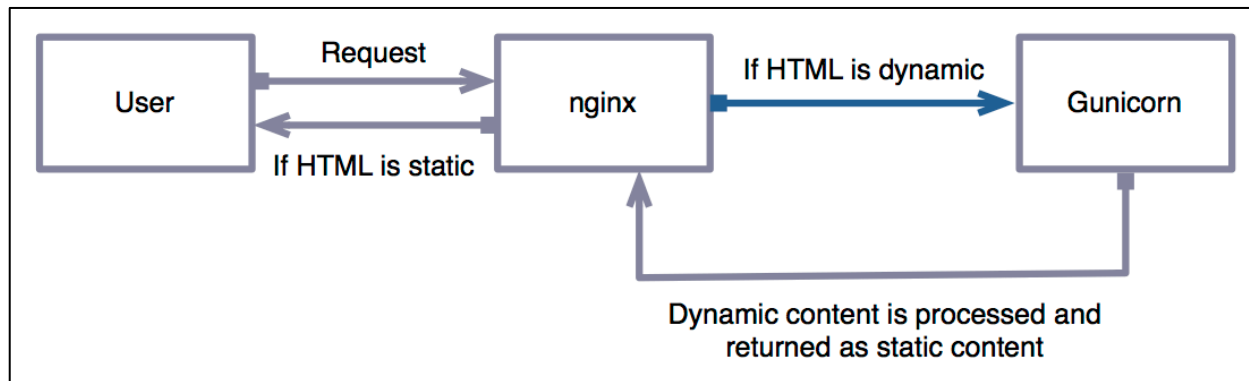 Request
If HTML is dynamic
User
nginx
Gunicorn
If HTML is static
Dynamic content is processed and
returned as static content